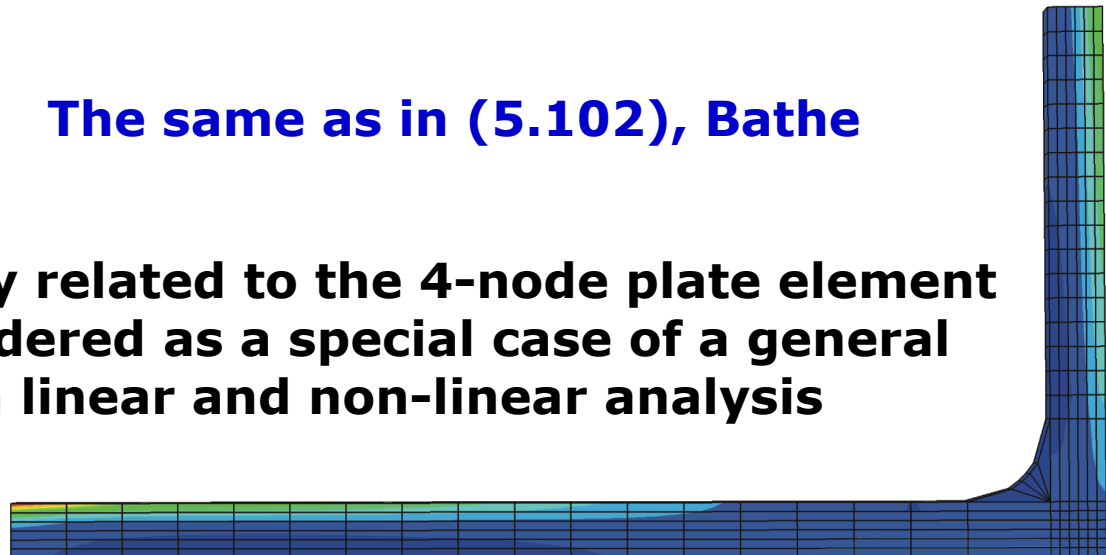 The same as in (5.102), Bathe
y related to the 4-node plate element
dered as a special case of a general
linear and non-linear analysis